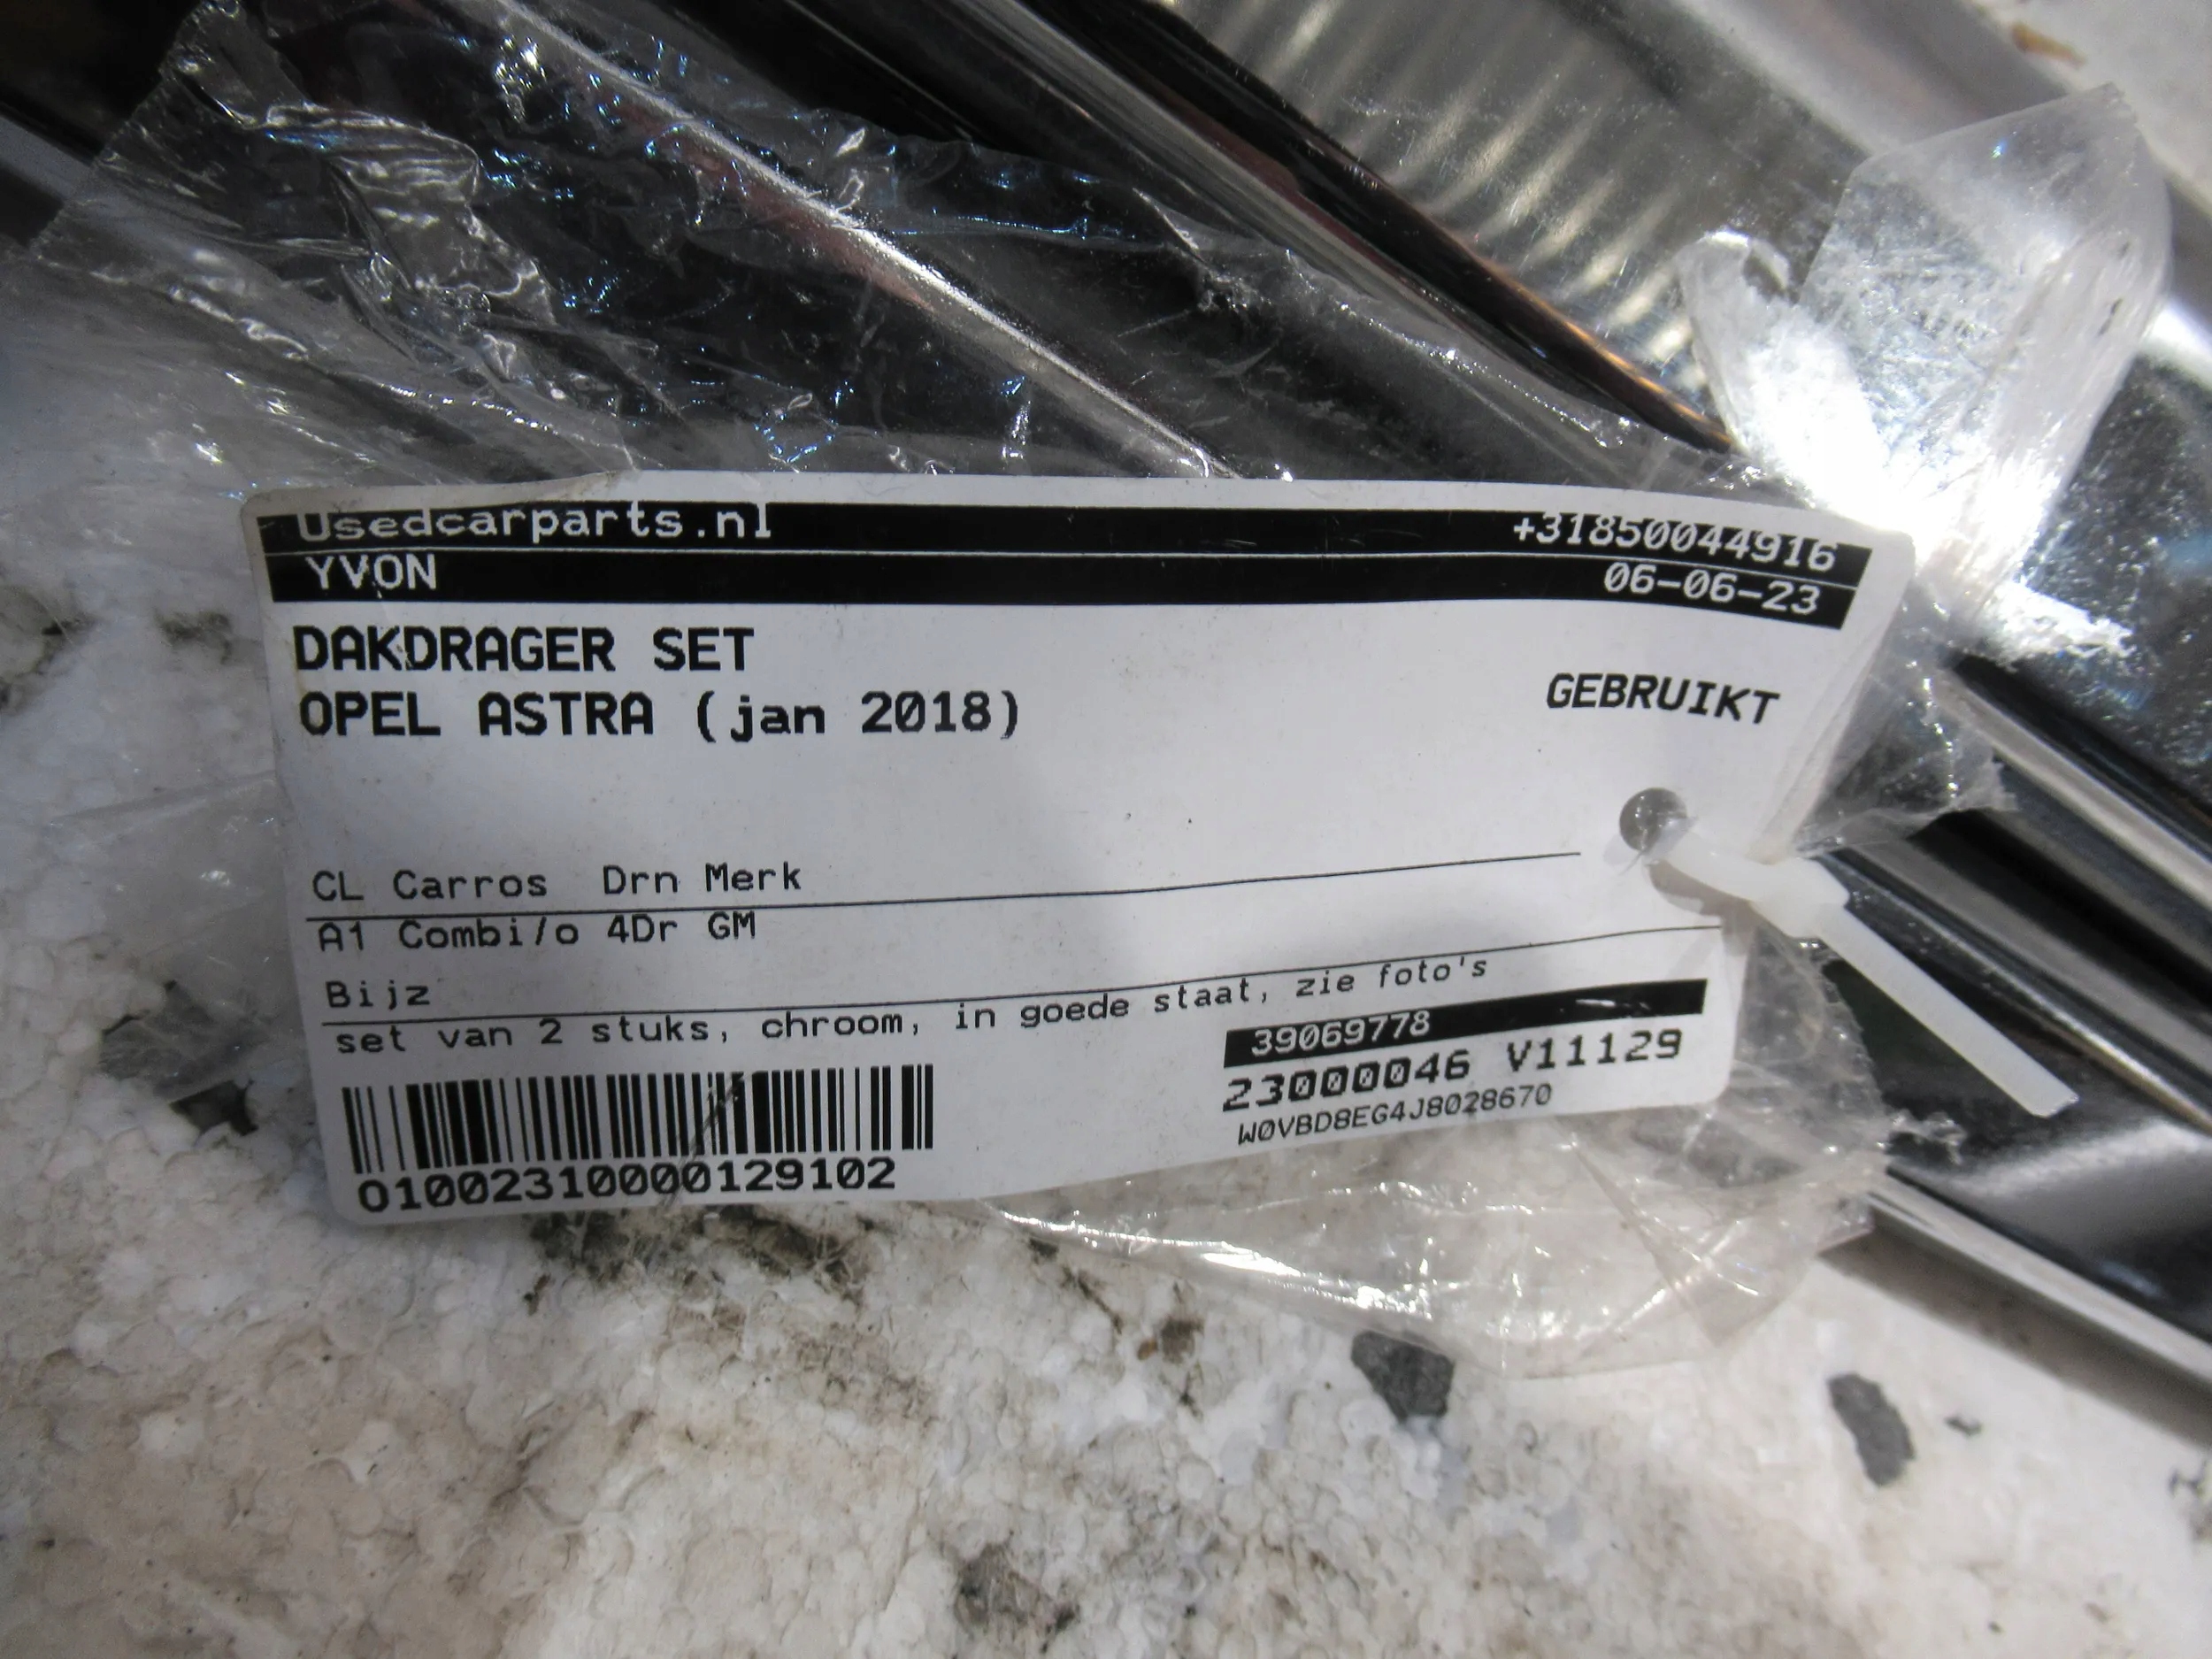 Usedcarparts.nl +31850044916
YVON 06-06-23
DAKDRAGER SET
OPEL ASTRA (jan 2018) GEBRUIKT
CL Carros Drn Merk
A1 Combi/o 4Dr GM
Bijz
set van 2 stuks, chroom, in goede staat, zie foto's
39069778
23000046 V11129
W0VBD8EG4J8028670
O10023100000129102